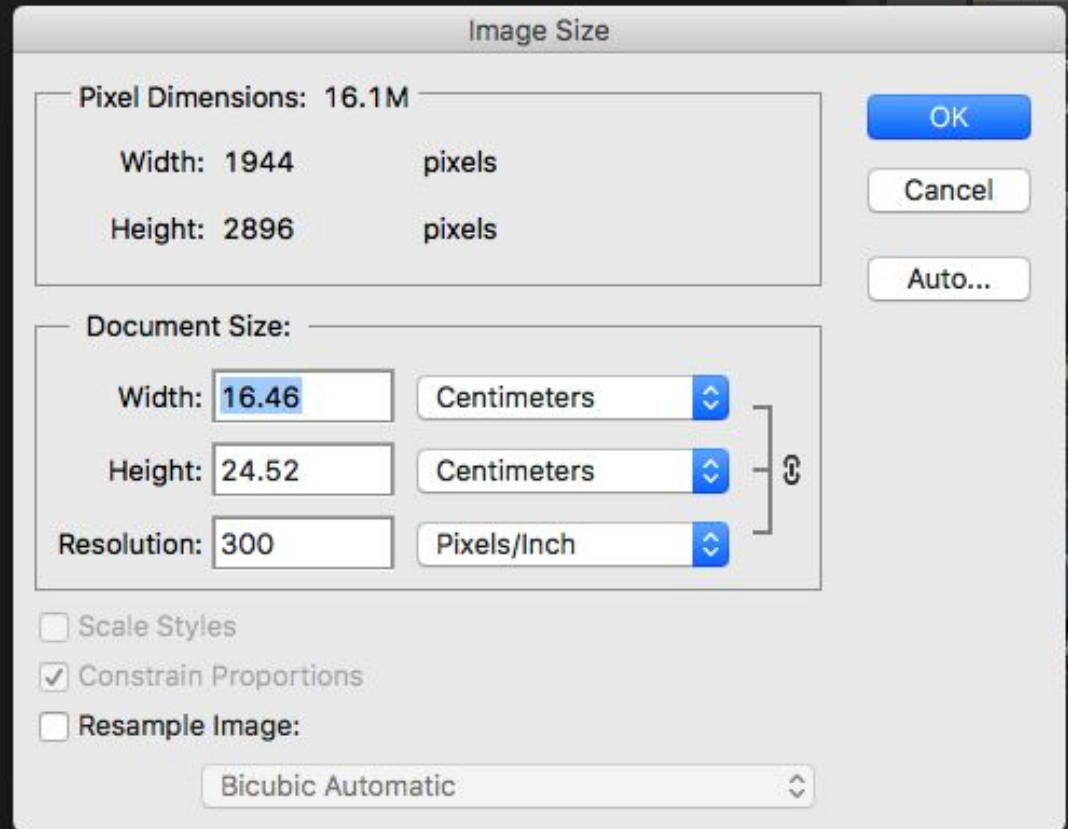 Image Size
Pixel Dimensions: 16.1M
Width: 1944 pixels
Height: 2896 pixels
OK
Cancel
Auto...
Document Size:
Width: 16.46 Centimeters
Height: 24.52 Centimeters
Resolution: 300 Pixels/Inch
Scale Styles
Constrain Proportions
Resample Image:
Bicubic Automatic